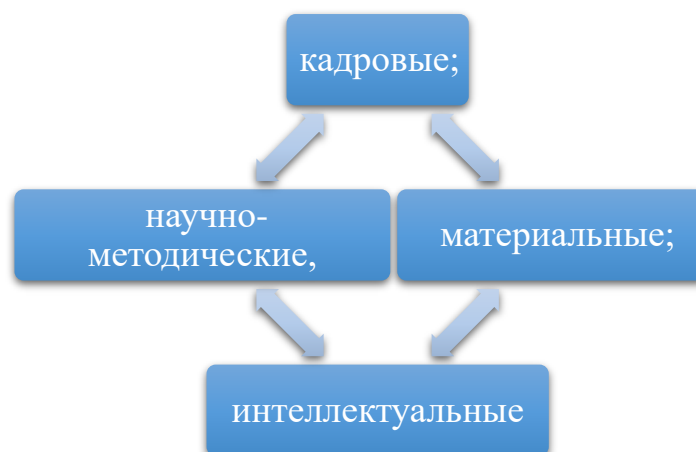 кадровые;
научно-
методические,
материальные;
интеллектуальные